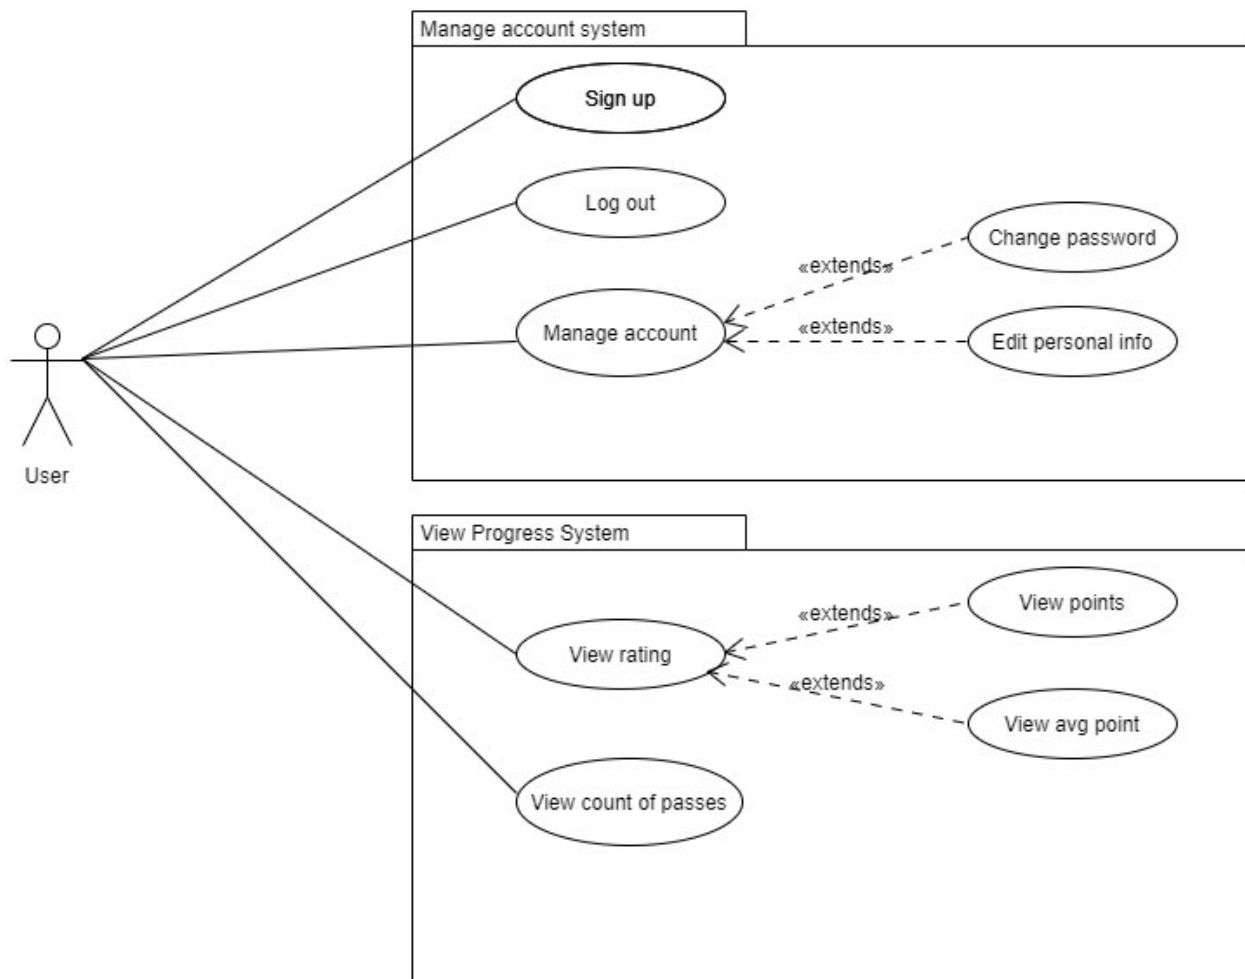 Manage account system
Sign up
Log out
Change password
«extends»
Manage account
«extends»
Edit personal info
User
View Progress System
View points
«extends»
View rating
«extends»
View avg point
View count of passes